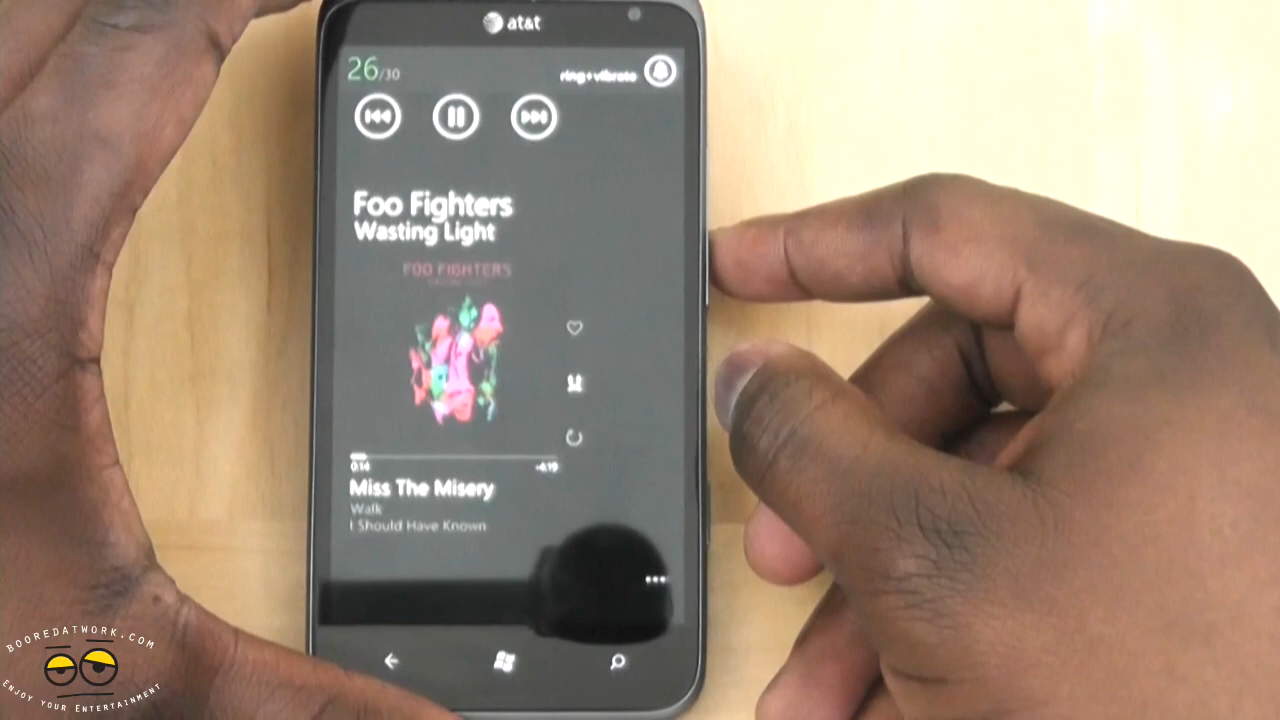 at&t
26/30
ring+vibrate
Foo Fighters
Wasting Light
FOO FIGHTERS
0:14
-4:19
Miss The Misery
Walk
I Should Have Known
BOOREDATWORK.COM
ENJOY YOUR ENTERTAINMENT